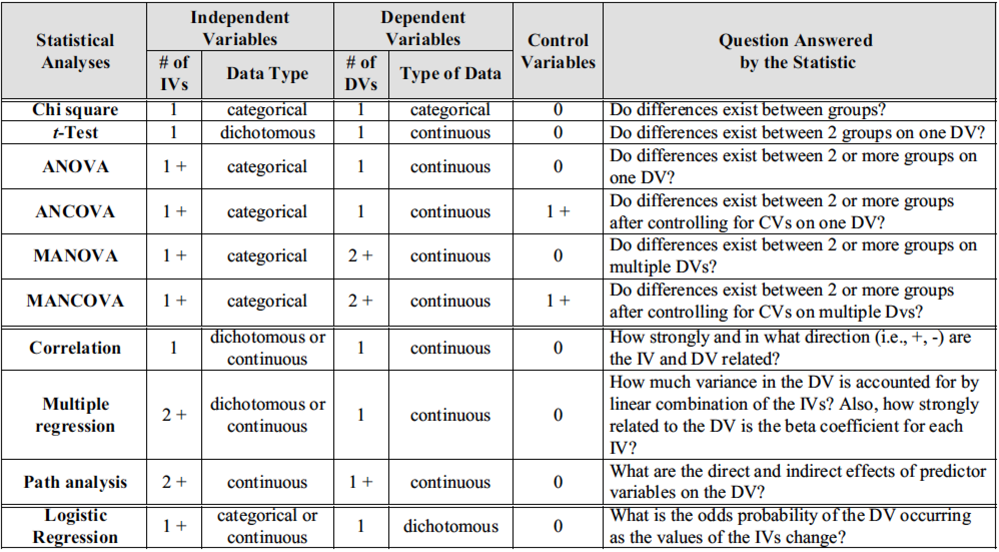 Statistical Analyses
Independent Variables
Dependent Variables
Control Variables
Question Answered by the Statistic
# of IVs
Data Type
# of DVs
Type of Data
Chi square 1 categorical 1 categorical 0 Do differences exist between groups?
t-Test 1 dichotomous 1 continuous 0 Do differences exist between 2 groups on one DV?
ANOVA 1 + categorical 1 continuous 0 Do differences exist between 2 or more groups on
one DV?
ANCOVA 1 + categorical 1 continuous 1 + Do differences exist between 2 or more groups
after controlling for CVs on one DV?
MANOVA 1 + categorical 2 + continuous 0 Do differences exist between 2 or more groups on
multiple DVs?
MANCOVA 1 + categorical 2 + continuous 1 + Do differences exist between 2 or more groups
after controlling for CVs on multiple Dvs?
Correlation 1 dichotomous or continuous 1 continuous 0 How strongly and in what direction (i.e., +, -) are
the IV and DV related?
Multiple regression 2 + dichotomous or continuous 1 continuous 0 How much variance in the DV is accounted for by
linear combination of the IVs? Also, how strongly
related to the DV is the beta coefficient for each
IV?
Path analysis 2 + continuous 1 + continuous 0 What are the direct and indirect effects of predictor
variables on the DV?
Logistic Regression 1 + categorical or continuous 1 dichotomous 0 What is the odds probability of the DV occurring
as the values of the IVs change?